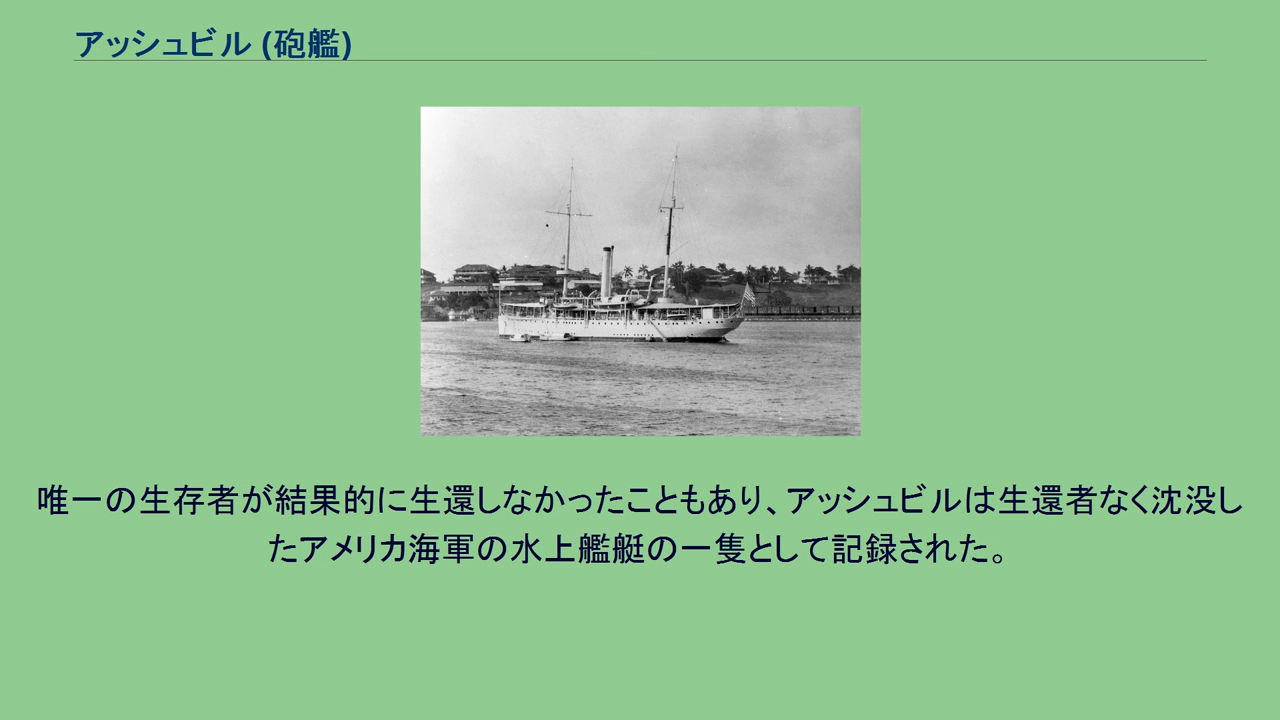 アッシュビル (砲艦)
唯一の生存者が結果的に生還しなかったこともあり、アッシュビルは生還者なく沈没し
たアメリカ海軍の水上艦艇の一隻として記録された。